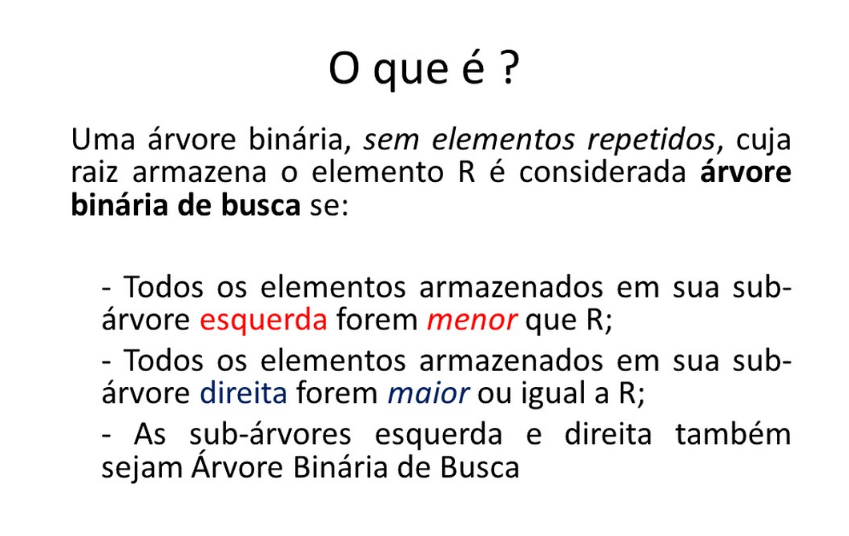 O que é ?
Uma árvore binária, sem elementos repetidos, cuja
raiz armazena o elemento R é considerada árvore
binária de busca se:
- Todos os elementos armazenados em sua sub-
árvore esquerda forem menor que R;
- Todos os elementos armazenados em sua sub-
árvore direita forem maior ou igual a R;
- As sub-árvores esquerda e direita também
sejam Árvore Binária de Busca